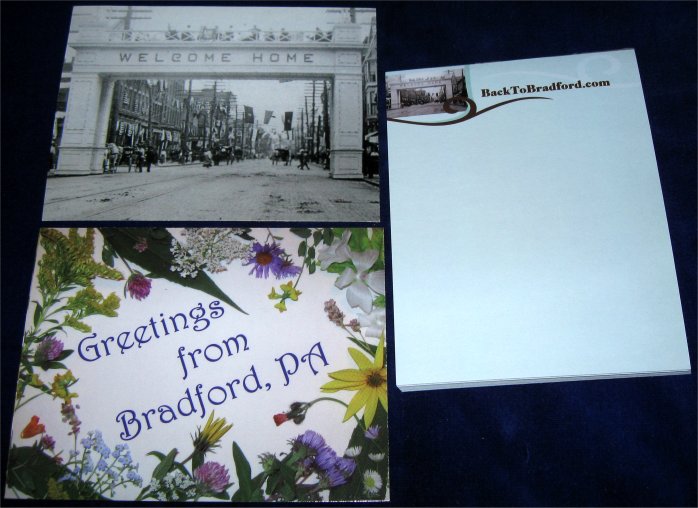 WELCOME HOME
BackToBradford.com
Greetings
from
Bradford, PA